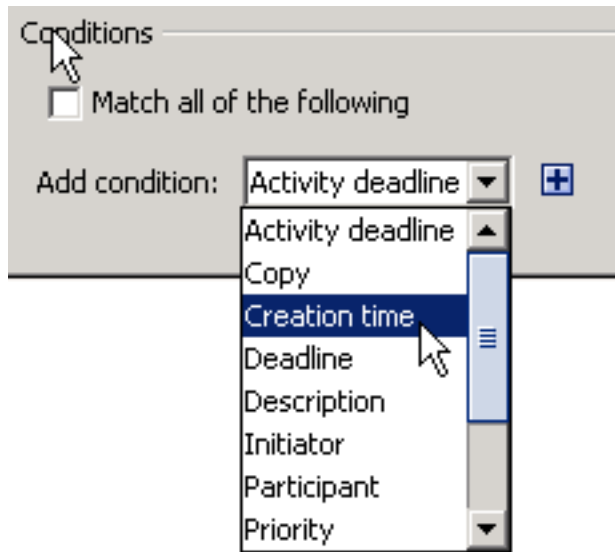 Conditions
Match all of the following
Add condition: Activity deadline
Activity deadline
Copy
Creation time
Deadline
Description
Initiator
Participant
Priority